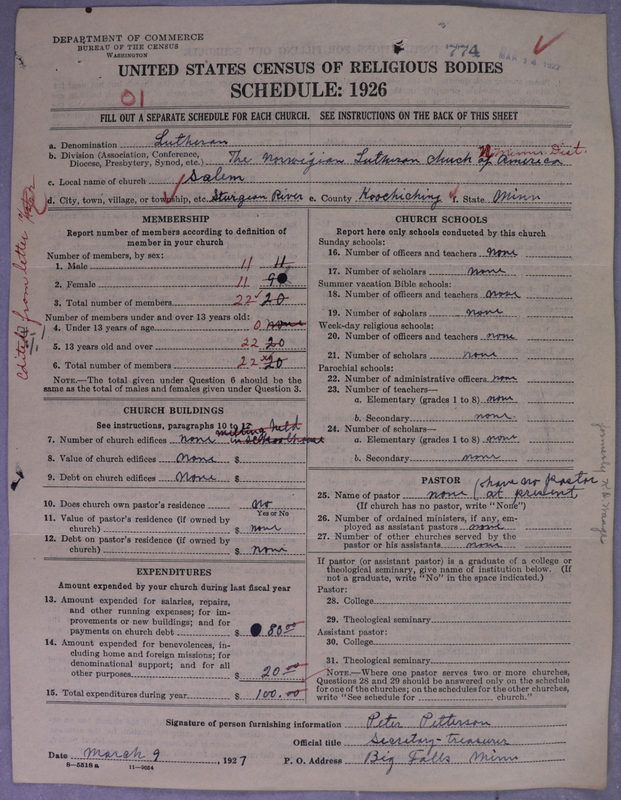 DEPARTMENT OF COMMERCE
BUREAU OF THE CENSUS
WASHINGTON
774
UNITED STATES CENSUS OF RELIGIOUS BODIES
SCHEDULE: 1926
01
FILL OUT A SEPARATE SCHEDULE FOR EACH CHURCH. SEE INSTRUCTIONS ON THE BACK OF THIS SHEET
a. Denomination Lutheran
b. Division (Association, Conference, Diocese, Presbytery, Synod, etc.) The Norwegian Lutheran Church of America
c. Local name of church Salem
d. City, town, village, or township, etc. Sturgeon River e. County Koochiching f. State Minn
edited from letter
MEMBERSHIP
Report number of members according to definition of
member in your church
Number of members, by sex:
1. Male 11 11
2. Female 11 9
3. Total number of members 22 20
Number of members under and over 13 years old:
4. Under 13 years of age 0 none
5. 13 years old and over 22 20
6. Total number of members 22 20
NOTE.—The total given under Question 6 should be the
same as the total of males and females given under Question 3.
CHURCH BUILDINGS
See instructions, paragraphs 10 to 12
meeting held
7. Number of church edifices none in schoolhouse
8. Value of church edifices None $
9. Debt on church edifices None $
10. Does church own pastor's residence no
Yes or No
11. Value of pastor's residence (if owned by
church) $ none
12. Debt on pastor's residence (if owned by
church) $ none
EXPENDITURES
Amount expended by your church during last fiscal year
13. Amount expended for salaries, repairs,
and other running expenses; for im-
provements or new buildings; and for
payments on church debt $ 80.00
14. Amount expended for benevolences, in-
cluding home and foreign missions; for
denominational support; and for all
other purposes $ 20.00
15. Total expenditures during year $ 100.00
CHURCH SCHOOLS
Report here only schools conducted by this church
Sunday schools:
16. Number of officers and teachers none
17. Number of scholars none
Summer vacation Bible schools:
18. Number of officers and teachers none
19. Number of scholars none
Week-day religious schools:
20. Number of officers and teachers none
21. Number of scholars none
Parochial schools:
22. Number of administrative officers none
23. Number of teachers—
a. Elementary (grades 1 to 8) none
b. Secondary none
24. Number of scholars—
a. Elementary (grades 1 to 8) none
b. Secondary none
PASTOR
25. Name of pastor none (have no Pastor at present
(If church has no pastor, write "None")
26. Number of ordained ministers, if any, em-
ployed as assistant pastors none
27. Number of other churches served by the
pastor or his assistants none
If pastor (or assistant pastor) is a graduate of a college or
theological seminary, give name of institution below. (If
not a graduate, write "No" in the space indicated.)
Pastor:
28. College
29. Theological seminary
Assistant pastor:
30. College
31. Theological seminary
NOTE.—Where one pastor serves two or more churches,
Questions 28 and 29 should be answered only on the schedule
for one of the churches; on the schedules for the other churches,
write "See schedule for church."
Signature of person furnishing information Peter Petterson
Official title Secretary-treasurer
Date March 9, 1927 P. O. Address Big Falls Minn
8—5318a 11—9034